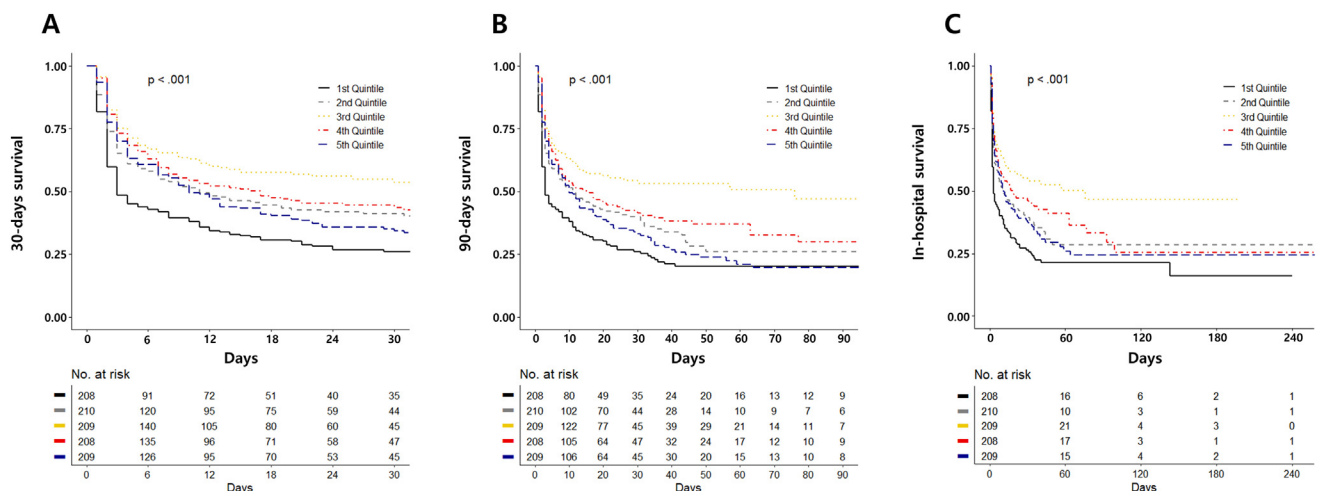 A
30-days survival
1.00
0.75
0.50
0.25
0.00
p < .001
1st Quintile
2nd Quintile
3rd Quintile
4th Quintile
5th Quintile
0 6 12 18 24 30
Days
No. at risk
208 91 72 51 40 35
210 120 95 75 59 44
209 140 105 80 60 45
208 135 96 71 58 47
209 126 95 70 53 45
0 6 12 18 24 30
Days
B
90-days survival
1.00
0.75
0.50
0.25
0.00
p < .001
1st Quintile
2nd Quintile
3rd Quintile
4th Quintile
5th Quintile
0 10 20 30 40 50 60 70 80 90
Days
No. at risk
208 80 49 35 24 20 16 13 12 9
210 102 70 44 28 14 10 9 7 6
209 122 77 45 39 29 21 14 11 7
208 105 64 47 32 24 17 12 10 9
209 106 64 45 30 20 15 13 10 8
0 10 20 30 40 50 60 70 80 90
Days
C
In-hospital survival
1.00
0.75
0.50
0.25
0.00
p < .001
1st Quintile
2nd Quintile
3rd Quintile
4th Quintile
5th Quintile
0 60 120 180 240
Days
No. at risk
208 16 6 2 1
210 10 3 1 1
209 21 4 3 0
208 17 3 1 1
209 15 4 2 1
0 60 120 180 240
Days